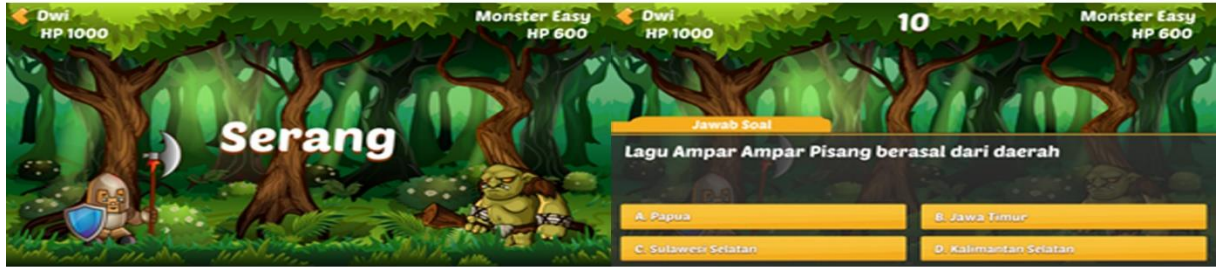 Dwi
HP 1000
Monster Easy
HP 600
Serang
Dwi
HP 1000
10
Monster Easy
HP 600
Jawab Soal
Lagu Ampar Ampar Pisang berasal dari daerah
A. Papua
B. Jawa Timur
C. Sulawesi Selatan
D. Kalimantan Selatan